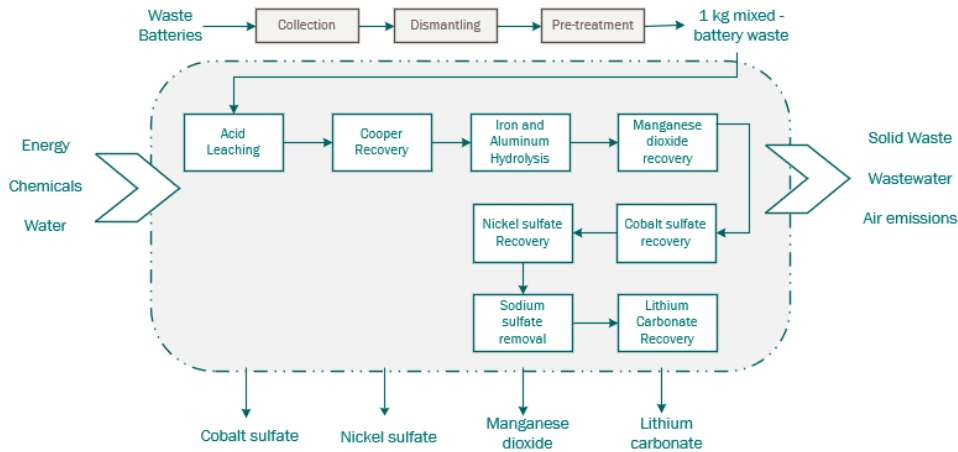 Waste
Batteries
Collection
Dismantling
Pre-treatment
1 kg mixed -
battery waste
Energy
Chemicals
Water
Acid
Leaching
Cooper
Recovery
Iron and
Aluminum
Hydrolysis
Manganese
dioxide
recovery
Nickel sulfate
Recovery
Cobalt sulfate
recovery
Sodium
sulfate
removal
Lithium
Carbonate
Recovery
Solid Waste
Wastewater
Air emissions
Cobalt sulfate
Nickel sulfate
Manganese
dioxide
Lithium
carbonate